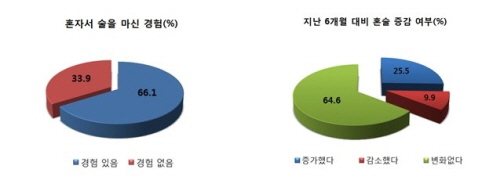 혼자서 술을 마신 경험(%)
33.9
66.1
경험 있음 경험 없음
지난 6개월 대비 혼술 증감 여부(%)
25.5
9.9
64.6
증가했다 감소했다 변화없다